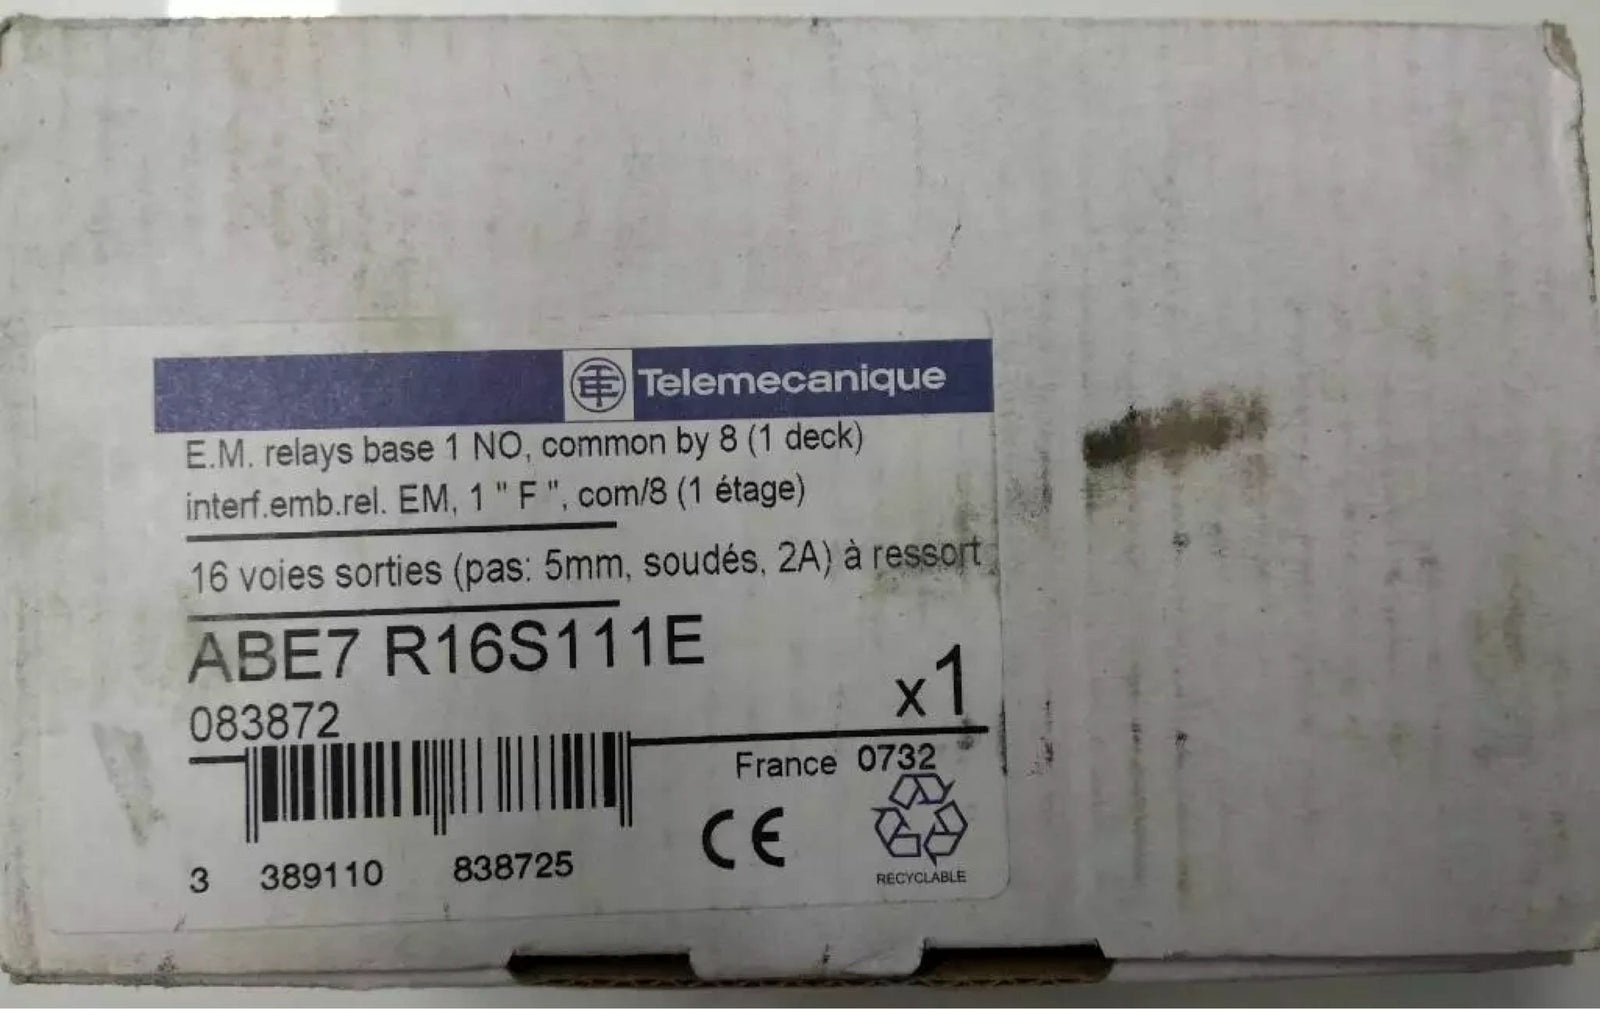 Telemecanique
E.M. relays base 1 NO, common by 8 (1 deck)
interf.emb.rel. EM, 1 " F ", com/8 (1 étage)
16 voies sorties (pas: 5mm, soudés, 2A) à ressort
ABE7 R16S111E
x1
083872
France 0732
CE
3 389110 838725
RECYCLABLE